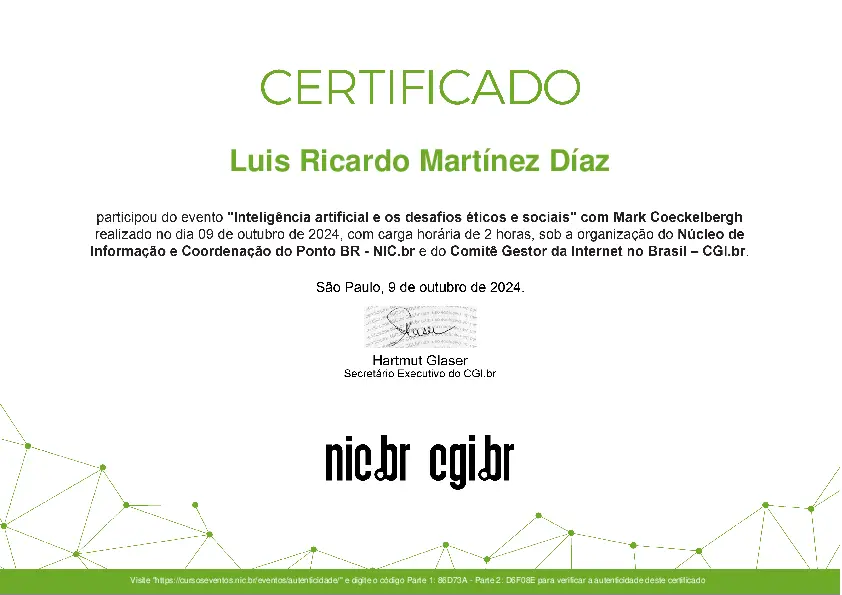 CERTIFICADO
Luis Ricardo Martínez Díaz
participou do evento "Inteligência artificial e os desafios éticos e sociais" com Mark Coeckelbergh
realizado no dia 09 de outubro de 2024, com carga horária de 2 horas, sob a organização do Núcleo de
Informação e Coordenação do Ponto BR - NIC.br e do Comitê Gestor da Internet no Brasil – CGI.br.
São Paulo, 9 de outubro de 2024.
Glaser
Hartmut Glaser
Secretário Executivo do CGI.br
nic.br cgi.br
Visite "https://cursoseventos.nic.br/eventos/autenticidade/" e digite o código Parte 1: 86D73A - Parte 2: D6F08E para verificar a autenticidade deste certificado